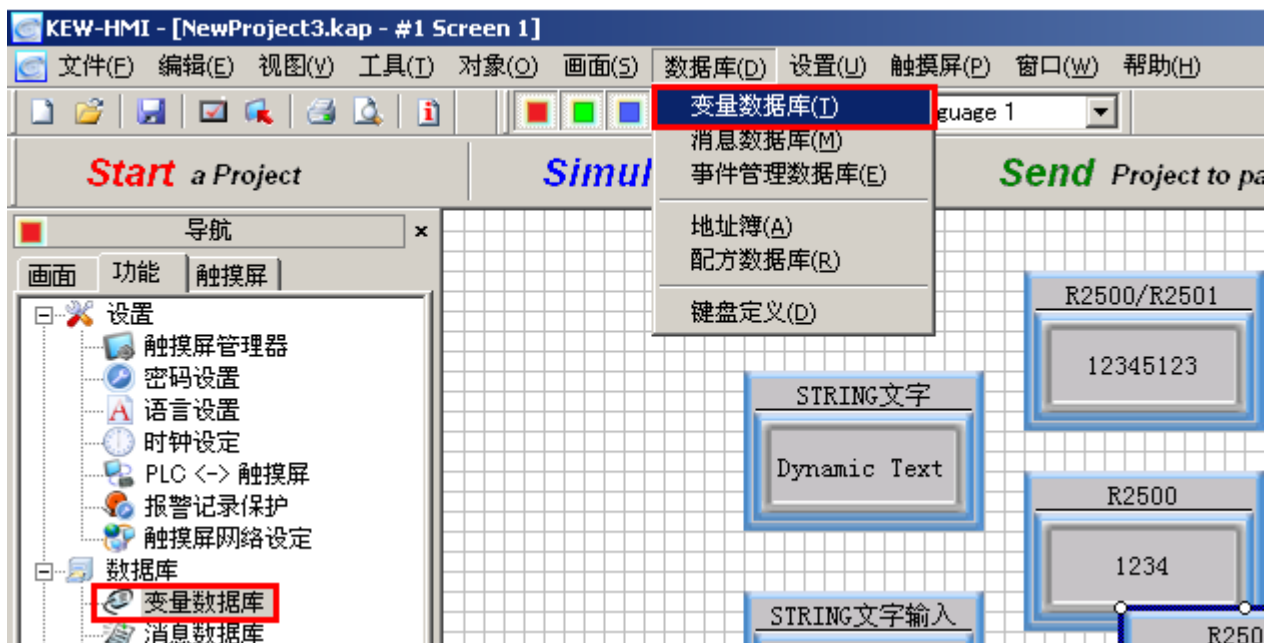 KEW-HMI - [NewProject3.kap - #1 Screen 1]
文件(F) 编辑(E) 视图(V) 工具(T) 对象(O) 画面(S) 数据库(D) 设置(U) 触摸屏(P) 窗口(W) 帮助(H)
变量数据库(T)
guage 1
消息数据库(M)
事件管理数据库(E)
地址簿(A)
配方数据库(R)
键盘定义(D)
Start a Project
Simul
Send Project to pa
导航
画面 功能 触摸屏
设置
触摸屏管理器
密码设置
语言设置
时钟设定
PLC <-> 触摸屏
报警记录保护
触摸屏网络设定
数据库
变量数据库
消息数据库
R2500/R2501
12345123
STRING文字
Dynamic Text
R2500
1234
STRING文字输入
R250